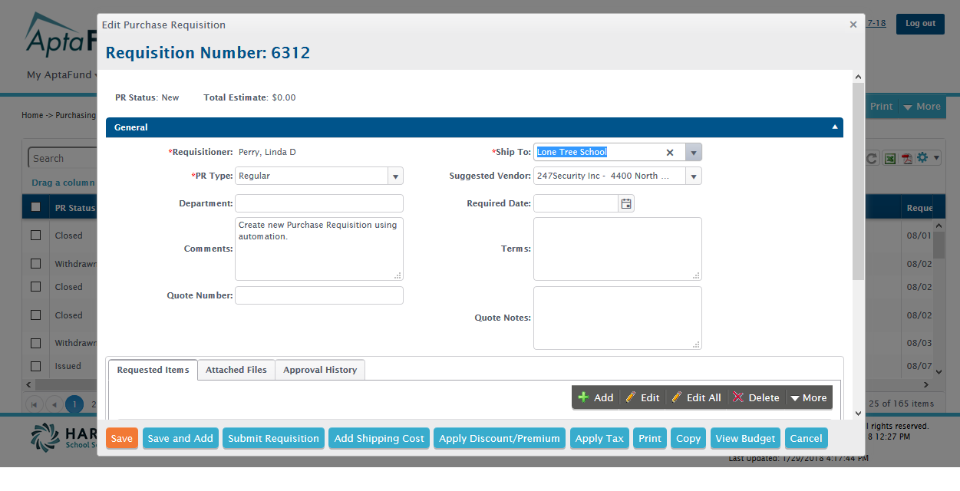 Edit Purchase Requisition
Requisition Number: 6312
7-18
Log out
AptaF
My AptaFund
Home -> Purchasing
Print More
PR Status: New Total Estimate: $0.00
General
*Requisitioner: Perry, Linda D
*Ship To: Lone Tree School
*PR Type: Regular
Suggested Vendor: 247Security Inc - 4400 North ...
Department:
Required Date:
Comments: Create new Purchase Requisition using
automation.
Terms:
Quote Number:
Quote Notes:
Search
Drag a column
PR Status
Reque
Closed 08/01
Withdrawn 08/02
Closed 08/02
Closed 08/02
Withdrawn 08/03
Issued 08/07
1 2
25 of 165 items
Requested Items Attached Files Approval History
Add Edit Edit All Delete More
Save Save and Add Submit Requisition Add Shipping Cost Apply Discount/Premium Apply Tax Print Copy View Budget Cancel
HAR
School S
l rights reserved.
8 12:27 PM
Last Updated: 1/29/2018 4:17:44 PM